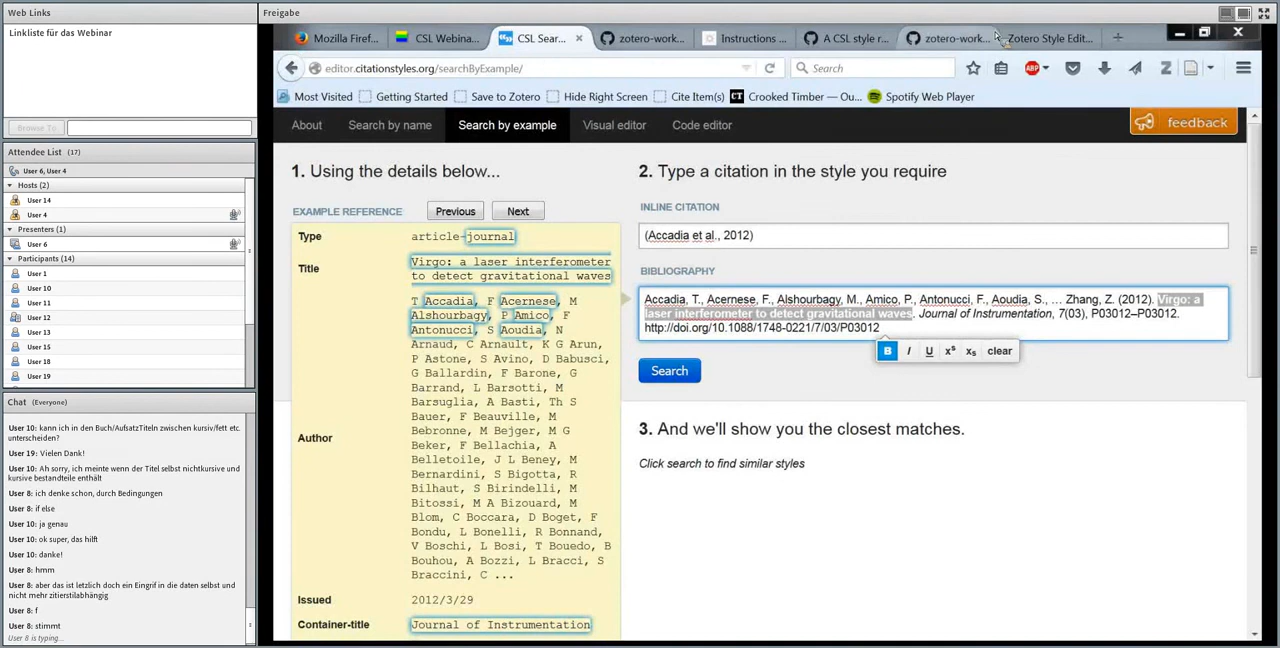 Web Links
Linkliste für das Webinar
Browse To
Attendee List (17)
User 6, User 4
Hosts (2)
User 14
User 4
Presenters (1)
User 6
Participants (14)
User 1
User 10
User 11
User 12
User 13
User 15
User 18
User 19
Chat (Everyone)
User 10: kann ich in den Buch/AufsatzTiteln zwischen kursiv/fett etc.
unterscheiden?
User 19: Vielen Dank!
User 10: Ah sorry, ich meinte wenn der Titel selbst nichtkursive und
kursive bestandteile enthält
User 8: ich denke schon, durch Bedingungen
User 8: if else
User 10: ja genau
User 10: ok super, das hilft
User 10: danke!
User 8: hmm
User 8: aber das ist letzlich doch ein Eingrif in die daten selbst und
nicht mehr zitierstilabhängig
User 8: f
User 8: stimmt
User 8 is typing...
Freigabe
Mozilla Firef...
CSL Webina...
CSL Sear...
zotero-work...
Instructions ...
A CSL style r...
zotero-work...
Zotero Style Edit...
editor.citationstyles.org/searchByExample/
Search
ABP
Z
Most Visited
Getting Started
Save to Zotero
Hide Right Screen
Cite Item(s)
CT Crooked Timber — Ou...
Spotify Web Player
About
Search by name
Search by example
Visual editor
Code editor
feedback
1. Using the details below...
EXAMPLE REFERENCE
Previous
Next
Type article-journal
Title Virgo: a laser interferometer
to detect gravitational waves
T Accadia, F Acernese, M
Alshourbagy, P Amico, F
Antonucci, S Aoudia, N
Arnaud, C Arnault, K G Arun,
P Astone, S Avino, D Babusci,
G Ballardin, F Barone, G
Barrand, L Barsotti, M
Barsuglia, A Basti, Th S
Bauer, F Beauville, M
Bebronne, M Bejger, M G
Author Beker, F Bellachia, A
Belletoile, J L Beney, M
Bernardini, S Bigotta, R
Bilhaut, S Birindelli, M
Bitossi, M A Bizouard, M
Blom, C Boccara, D Boget, F
Bondu, L Bonelli, R Bonnand,
V Boschi, L Bosi, T Bouedo, B
Bouhou, A Bozzi, L Bracci, S
Braccini, C ...
Issued 2012/3/29
Container-title Journal of Instrumentation
2. Type a citation in the style you require
INLINE CITATION
(Accadia et al., 2012)
BIBLIOGRAPHY
Accadia, T., Acernese, F., Alshourbagy, M., Amico, P., Antonucci, F., Aoudia, S., … Zhang, Z. (2012). Virgo: a
laser interferometer to detect gravitational waves. Journal of Instrumentation, 7(03), P03012–P03012.
http://doi.org/10.1088/1748-0221/7/03/P03012
B I U xs xs clear
Search
3. And we'll show you the closest matches.
Click search to find similar styles